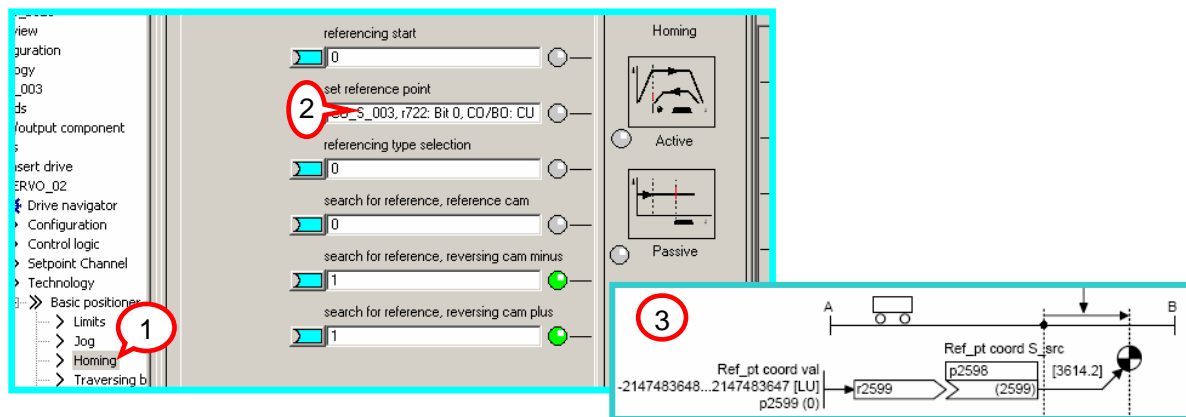 view
guration
ogy
_003
ds
/output component
s
nsert drive
ERVO_02
Drive navigator
Configuration
Control logic
Setpoint Channel
Technology
Basic positioner
Limits
Jog
Homing
Traversing b
1
referencing start
0
set reference point
2
CU_S_003, r722: Bit 0, CO/BO: CU
referencing type selection
0
search for reference, reference cam
0
search for reference, reversing cam minus
1
search for reference, reversing cam plus
1
Homing
Active
Passive
3
A
B
Ref_pt coord val
-2147483648...2147483647 [LU]
p2599 (0)
r2599
Ref_pt coord S_src
p2598
(2599)
[3614.2]